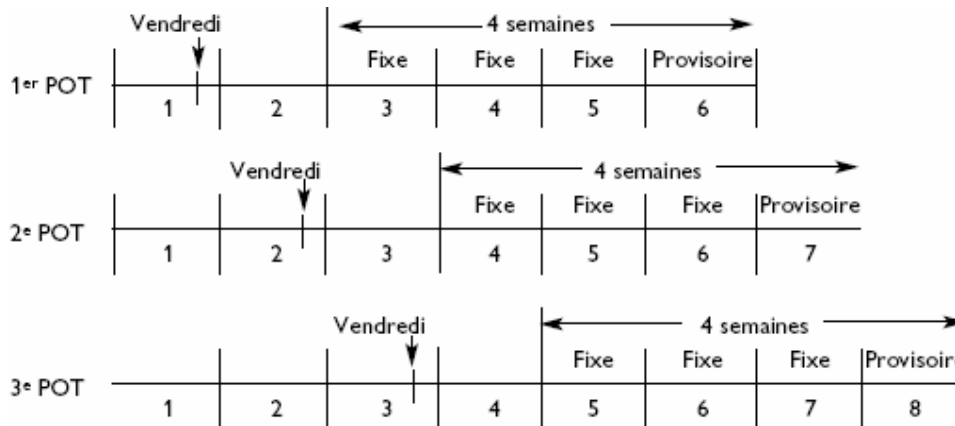 Vendredi 4 semaines
Fixe Fixe Fixe Provisoire
1er POT
1 2 3 4 5 6
Vendredi 4 semaines
Fixe Fixe Fixe Provisoire
2e POT
1 2 3 4 5 6 7
Vendredi 4 semaines
Fixe Fixe Fixe Provisoire
3e POT
1 2 3 4 5 6 7 8